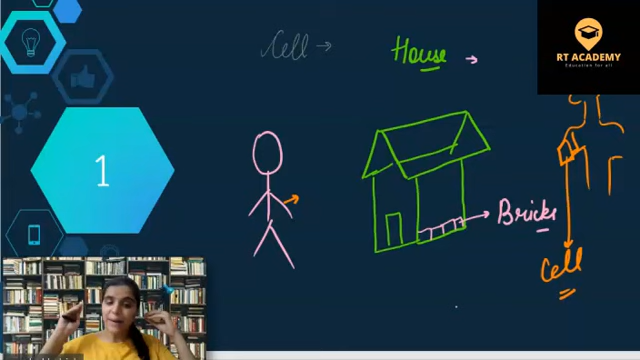 Cell →
House →
RT ACADEMY
Education for all
1
Bricks
Cell